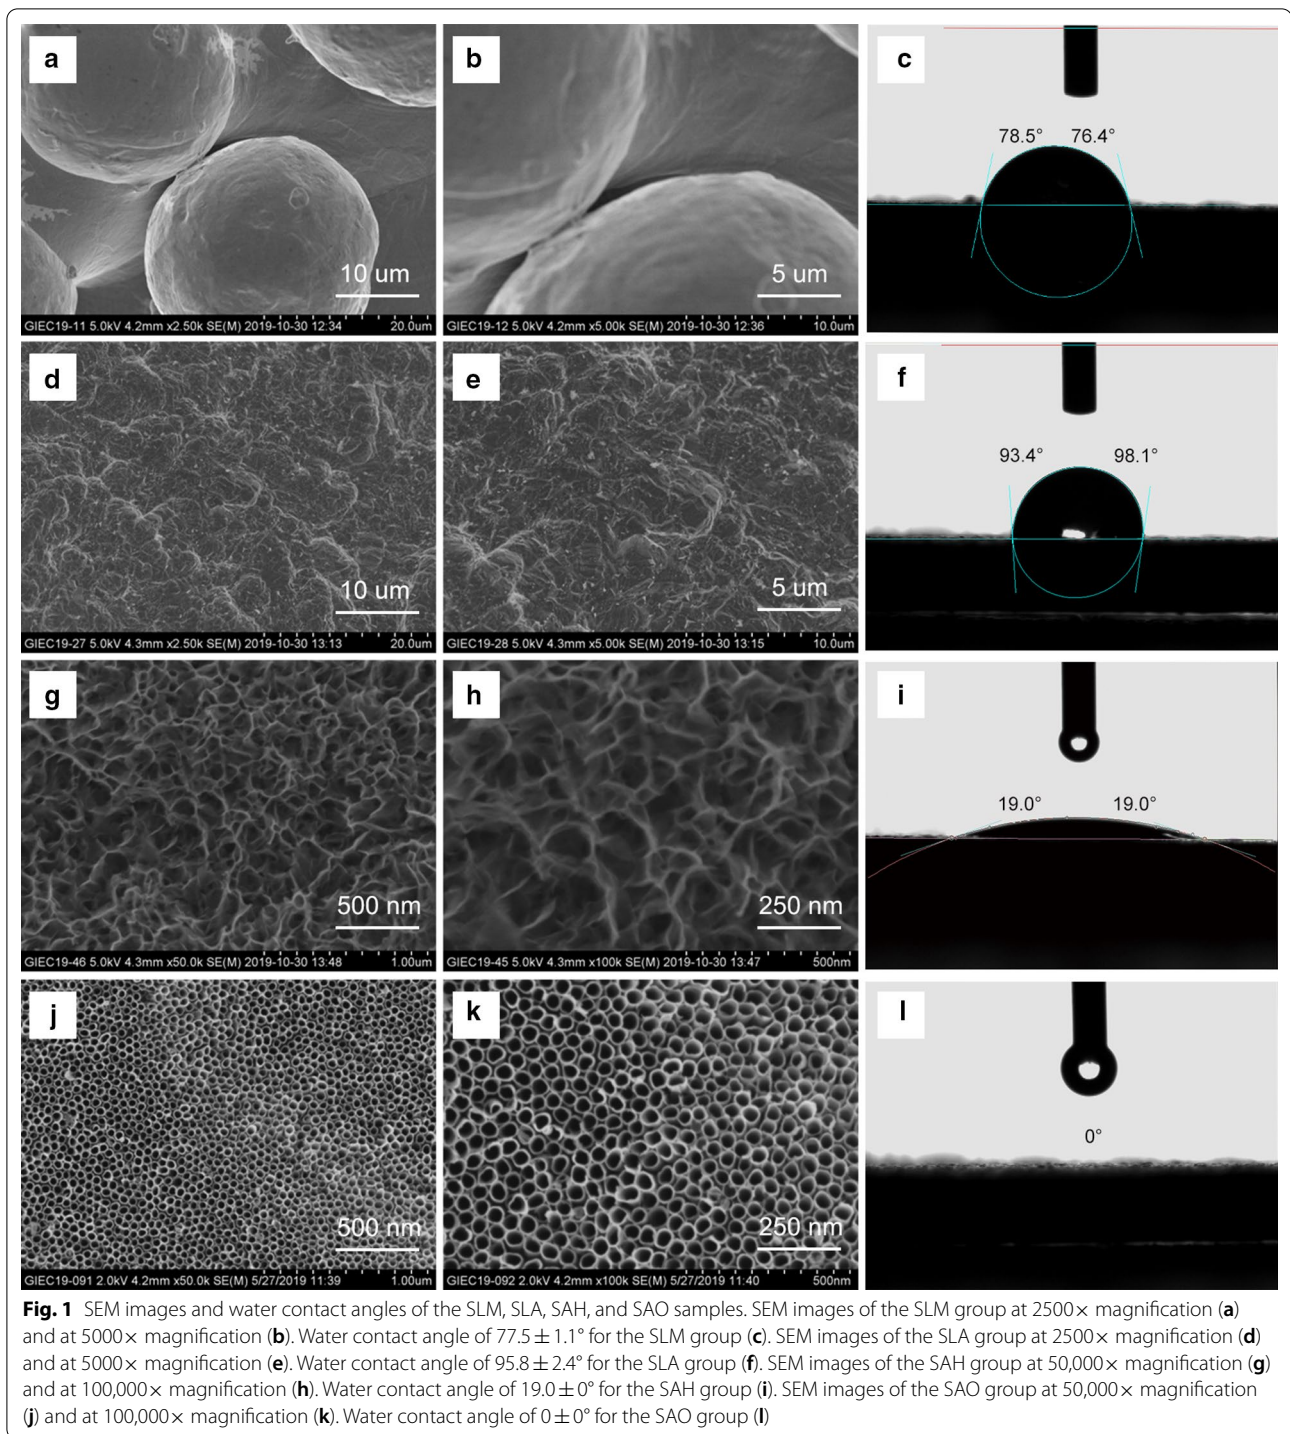 a
b
c
78.5° 76.4°
10 um
5 um
GIEC19-11 5.0kV 4.2mm x2.50k SE(M) 2019-10-30 12:34 20.0um
GIEC19-12 5.0kV 4.2mm x5.00k SE(M) 2019-10-30 12:36 10.0um
d
e
f
93.4° 98.1°
10 um
5 um
GIEC19-27 5.0kV 4.3mm x2.50k SE(M) 2019-10-30 13:13 20.0um
GIEC19-28 5.0kV 4.3mm x5.00k SE(M) 2019-10-30 13:15 10.0um
g
h
i
19.0° 19.0°
500 nm
250 nm
GIEC19-46 5.0kV 4.3mm x50.0k SE(M) 2019-10-30 13:48 1.00um
GIEC19-45 5.0kV 4.3mm x100k SE(M) 2019-10-30 13:47 500nm
j
k
l
0°
500 nm
250 nm
GIEC19-091 2.0kV 4.2mm x50.0k SE(M) 5/27/2019 11:39 1.00um
GIEC19-092 2.0kV 4.2mm x100k SE(M) 5/27/2019 11:40 500nm
Fig. 1 SEM images and water contact angles of the SLM, SLA, SAH, and SAO samples. SEM images of the SLM group at 2500× magnification (a)
and at 5000× magnification (b). Water contact angle of 77.5 ± 1.1° for the SLM group (c). SEM images of the SLA group at 2500× magnification (d)
and at 5000× magnification (e). Water contact angle of 95.8 ± 2.4° for the SLA group (f). SEM images of the SAH group at 50,000× magnification (g)
and at 100,000× magnification (h). Water contact angle of 19.0 ± 0° for the SAH group (i). SEM images of the SAO group at 50,000× magnification
(j) and at 100,000× magnification (k). Water contact angle of 0 ± 0° for the SAO group (l)